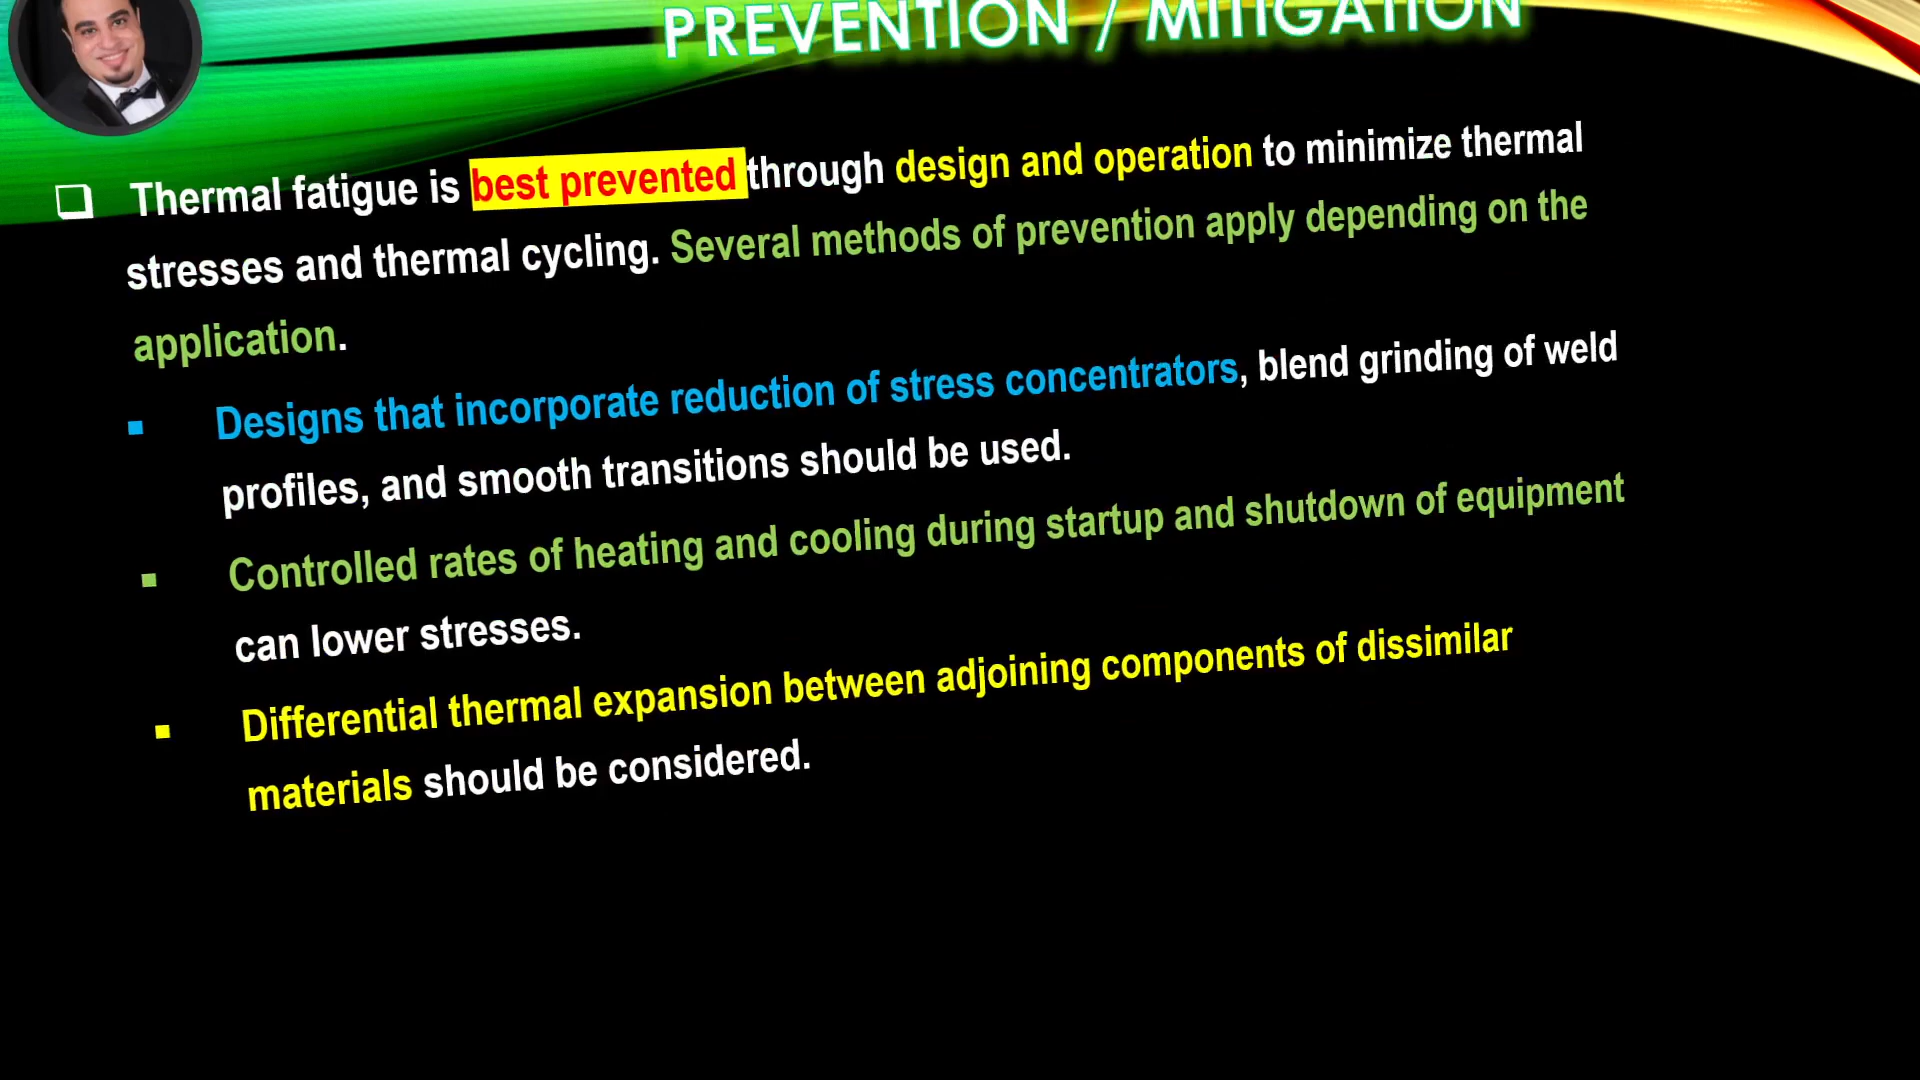 PREVENTION / MITIGATION
Thermal fatigue is best prevented through design and operation to minimize thermal
stresses and thermal cycling. Several methods of prevention apply depending on the
application.
Designs that incorporate reduction of stress concentrators, blend grinding of weld
profiles, and smooth transitions should be used.
Controlled rates of heating and cooling during startup and shutdown of equipment
can lower stresses.
Differential thermal expansion between adjoining components of dissimilar
materials should be considered.